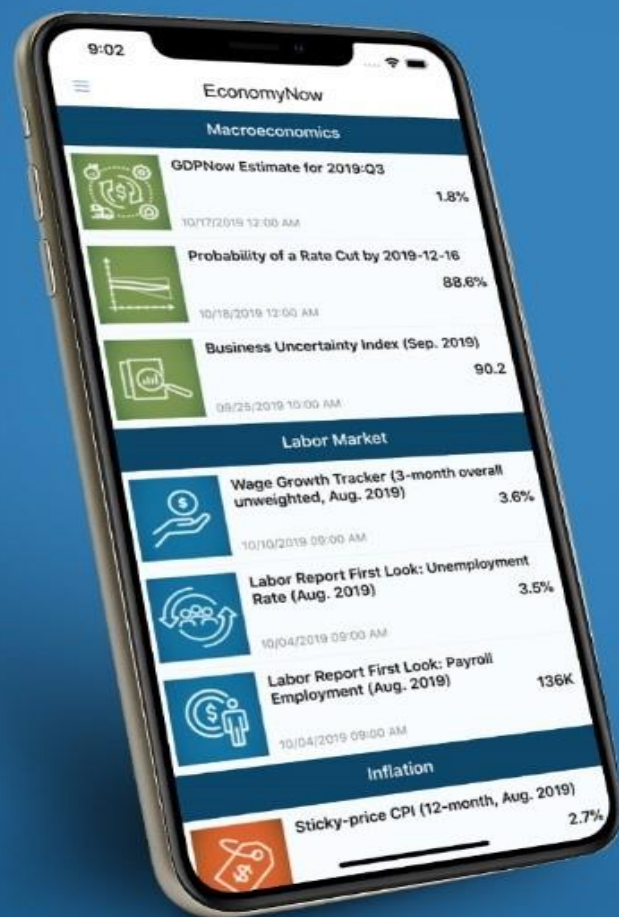 9:02
EconomyNow
Macroeconomics
GDPNow Estimate for 2019:Q3
1.8%
10/17/2019 12:00 AM
Probability of a Rate Cut by 2019-12-16
88.6%
10/18/2019 12:00 AM
Business Uncertainty Index (Sep. 2019)
90.2
09/25/2019 10:00 AM
Labor Market
Wage Growth Tracker (3-month overall
unweighted, Aug. 2019)
3.6%
10/10/2019 09:00 AM
Labor Report First Look: Unemployment
Rate (Aug. 2019)
3.5%
10/04/2019 09:00 AM
Labor Report First Look: Payroll
Employment (Aug. 2019)
136K
10/04/2019 09:00 AM
Inflation
Sticky-price CPI (12-month, Aug. 2019)
2.7%